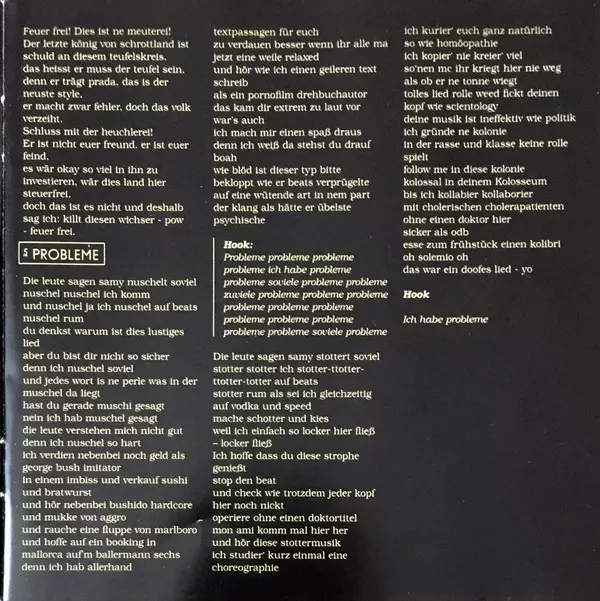 Feuer frei! Dies ist ne meuterei!
Der letzte könig von schrottland ist
schuld an diesem teufelskreis,
das heisst er muss der teufel sein,
denn er trägt prada, das is der
neuste style.
er macht zwar fehler, doch das volk
verzeiht.
Schluss mit der heuchlerei!
Er ist nicht euer freund, er ist euer
feind.
es wär okay so viel in ihn zu
investieren, wär dies land hier
steuerfrei.
doch das ist es nicht und deshalb
sag ich: killt diesen wichser - pow
- feuer frei.
PROBLEME
Die leute sagen samy nuschelt soviel
nuschel nuschel ich komm
und nuschel ja ich nuschel auf beats
nuschel rum
du denkst warum ist dies lustiges
lied
aber du bist dir nicht so sicher
denn ich nuschel soviel
und jedes wort is ne perle was in der
muschel da liegt
hast du gerade muschi gesagt
nein ich hab muschel gesagt
die leute verstehen mich nicht gut
denn ich nuschel so hart
ich verdien nebenbei noch geld als
george bush imitator
in einem imbiss und verkauf sushi
und bratwurst
und hör nebenbei bushido hardcore
und mukke von aggro
und rauche eine fluppe von marlboro
und hoffe auf ein booking in
mallorca auf'm ballermann sechs
denn ich hab allerhand
textpassagen für euch
zu verdauen besser wenn ihr alle ma
jetzt eine weile relaxed
und hör wie ich einen geileren text
schreib
als ein pornofilm drehbuchautor
das kam dir extrem zu laut vor
war's auch
ich mach mir einen spaß draus
denn ich weiß da stehst du drauf
boah
wie blöd ist dieser typ bitte
bekloppt wie er beats verprügelte
auf eine wütende art in nem part
der klang als hätte er übelste
psychische
Hook:
Probleme probleme probleme
probleme ich habe probleme
probleme soviele probleme probleme
zuviele probleme probleme probleme
probleme probleme probleme
probleme probleme probleme
probleme probleme soviele probleme
Die leute sagen samy stottert soviel
stotter stotter ich stotter-ttotter-
ttotter-totter auf beats
stotter rum als sei ich gleichzeitig
auf vodka und speed
mache schotter und kies
weil ich einfach so locker hier fließ
– locker fließ
Ich hoffe dass du diese strophe
genießt
stop den beat
und check wie trotzdem jeder kopf
hier noch nickt
operiere ohne einen doktortitel
mon ami komm mal hier her
und hör diese stottermusik
ich studier' kurz einmal eine
choreographie
ich kurier' euch ganz natürlich
so wie homöopathie
ich kopier' nie kreier' viel
so'nen mc ihr kriegt hier nie weg
als ob er ne tonne wiegt
tolles lied rolle weed fickt deinen
kopf wie scientology
deine musik ist ineffektiv wie politik
ich gründe ne kolonie
in der rasse und klasse keine rolle
spielt
follow me in diese kolonie
kolossal in deinem Kolosseum
bis ich kollabier kollaborier
mit cholerischen cholerapatienten
ohne einen doktor hier
sicker als odb
esse zum frühstück einen kolibri
oh solemio oh
das war ein doofes lied - yo
Hook
Ich habe probleme